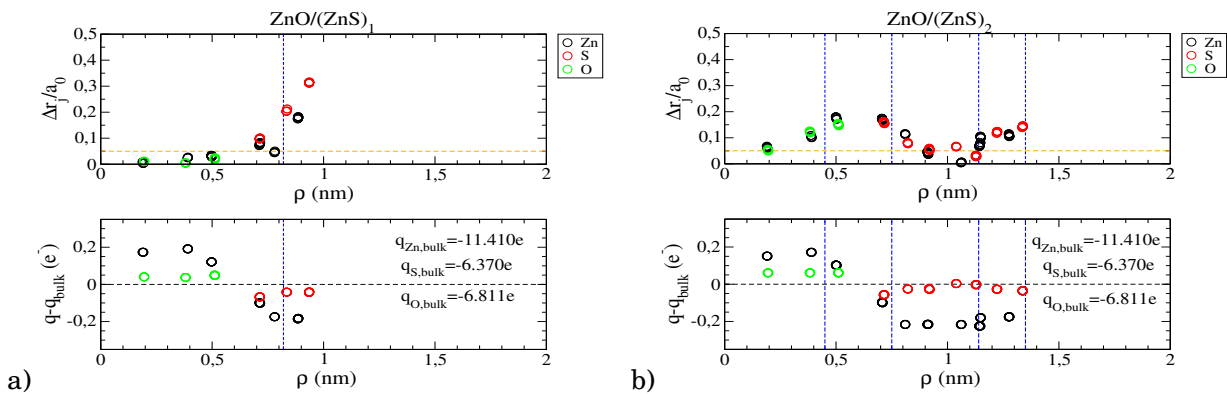 ZnO/(ZnS)1
Δrj/a0
0,5
0,4
0,3
0,2
0,1
0
0 0,5 1 1,5 2
ρ (nm)
Zn
S
O
q-qbulk (e-)
0,2
0
-0,2
qZn,bulk=-11.410e
qS,bulk=-6.370e
qO,bulk=-6.811e
0 0,5 1 1,5 2
ρ (nm)
a)
ZnO/(ZnS)2
Δrj/a0
0,5
0,4
0,3
0,2
0,1
0
0 0,5 1 1,5 2
ρ (nm)
Zn
S
O
q-qbulk (e-)
0,2
0
-0,2
qZn,bulk=-11.410e
qS,bulk=-6.370e
qO,bulk=-6.811e
0 0,5 1 1,5 2
ρ (nm)
b)